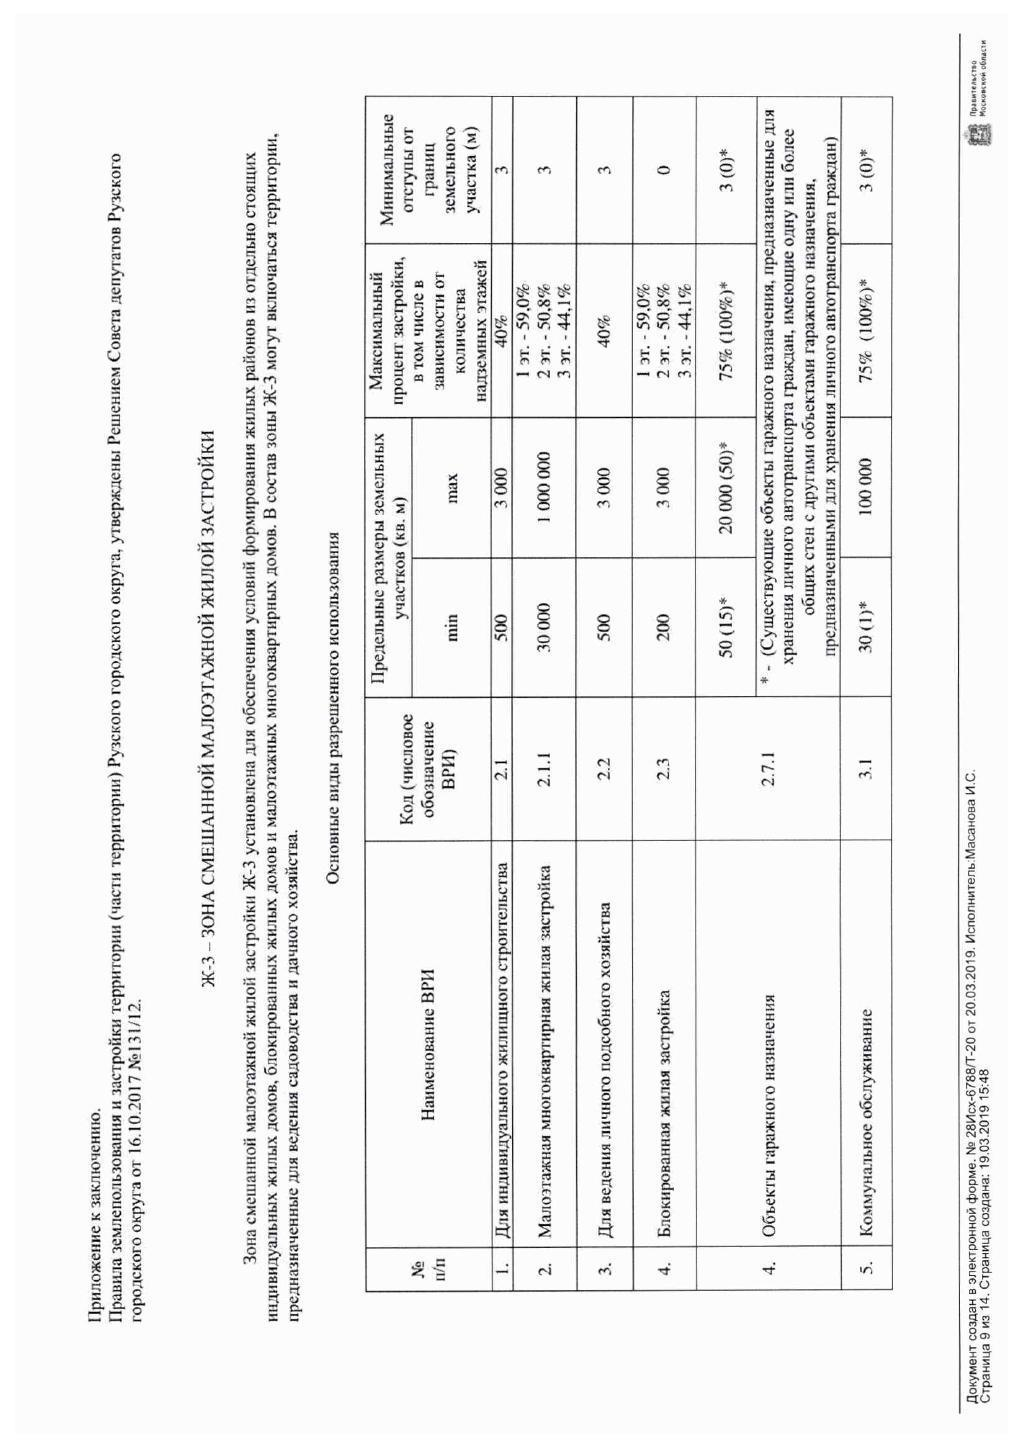 Приложение к заключению.
Правила землепользования и застройки территории (части территории) Рузского городского округа, утверждены Решением Совета депутатов Рузского
городского округа от 16.10.2017 №131/12.
Ж-3 – ЗОНА СМЕШАННОЙ МАЛОЭТАЖНОЙ ЖИЛОЙ ЗАСТРОЙКИ
Зона смешанной малоэтажной жилой застройки Ж-3 установлена для обеспечения условий формирования жилых районов из отдельно стоящих
индивидуальных жилых домов, блокированных жилых домов и малоэтажных многоквартирных домов. В состав зоны Ж-3 могут включаться территории,
предназначенные для ведения садоводства и дачного хозяйства.
Основные виды разрешенного использования
№
п/п
Наименование ВРИ
Код (числовое
обозначение
ВРИ)
Предельные размеры земельных
участков (кв. м)
min
max
Максимальный
процент застройки,
в том числе в
зависимости от
количества
надземных этажей
Минимальные
отступы от
границ
земельного
участка (м)
1. Для индивидуального жилищного строительства 2.1 500 3 000 40% 3
2. Малоэтажная многоквартирная жилая застройка 2.1.1 30 000 1 000 000
1 эт. - 59,0%
2 эт. - 50,8%
3 эт. - 44,1%
3
3. Для ведения личного подсобного хозяйства 2.2 500 3 000 40% 3
4. Блокированная жилая застройка 2.3 200 3 000
1 эт. - 59,0%
2 эт. - 50,8%
3 эт. - 44,1%
0
4. Объекты гаражного назначения 2.7.1
50 (15)* 20 000 (50)* 75% (100%)* 3 (0)*
* - (Существующие объекты гаражного назначения, предназначенные для
хранения личного автотранспорта граждан, имеющие одну или более
общих стен с другими объектами гаражного назначения,
предназначенными для хранения личного автотранспорта граждан)
5. Коммунальное обслуживание 3.1 30 (1)* 100 000 75% (100%)* 3 (0)*
Документ создан в электронной форме. № 28Исх-6788/Т-20 от 20.03.2019. Исполнитель:Масанова И.С.
Страница 9 из 14. Страница создана: 19.03.2019 15:48
Правительство
Московской области